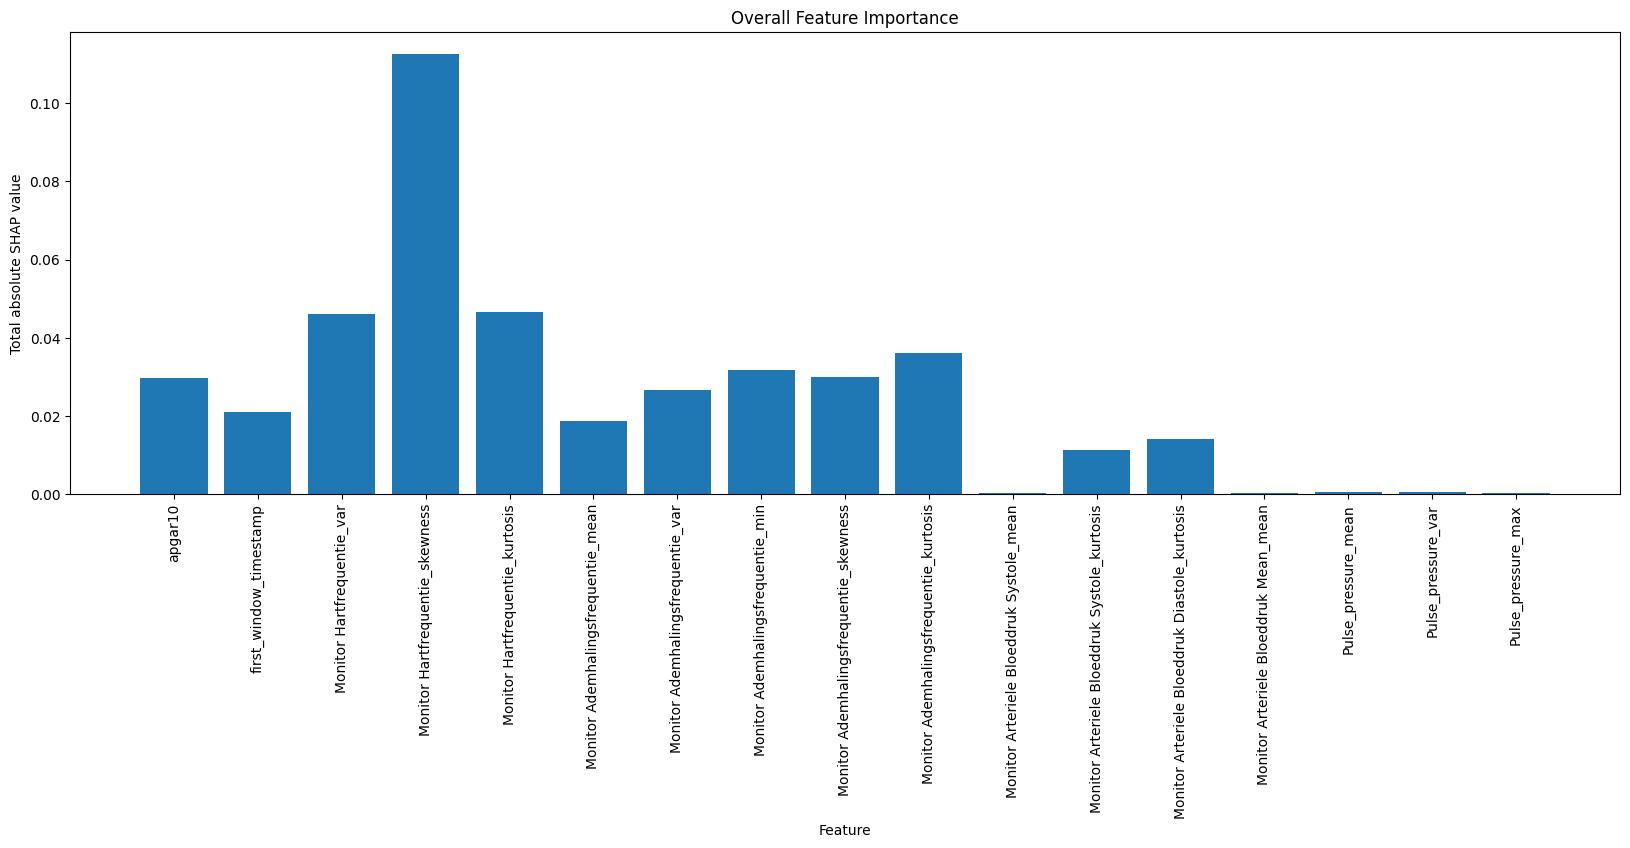 Overall Feature Importance
Total absolute SHAP value
0.10
0.08
0.06
0.04
0.02
0.00
apgar10
first_window_timestamp
Monitor Hartfrequentie_var
Monitor Hartfrequentie_skewness
Monitor Hartfrequentie_kurtosis
Monitor Ademhalingsfrequentie_mean
Monitor Ademhalingsfrequentie_var
Monitor Ademhalingsfrequentie_min
Monitor Ademhalingsfrequentie_skewness
Monitor Ademhalingsfrequentie_kurtosis
Monitor Arteriele Bloeddruk Systole_mean
Monitor Arteriele Bloeddruk Systole_kurtosis
Monitor Arteriele Bloeddruk Diastole_kurtosis
Monitor Arteriele Bloeddruk Mean_mean
Pulse_pressure_mean
Pulse_pressure_var
Pulse_pressure_max
Feature